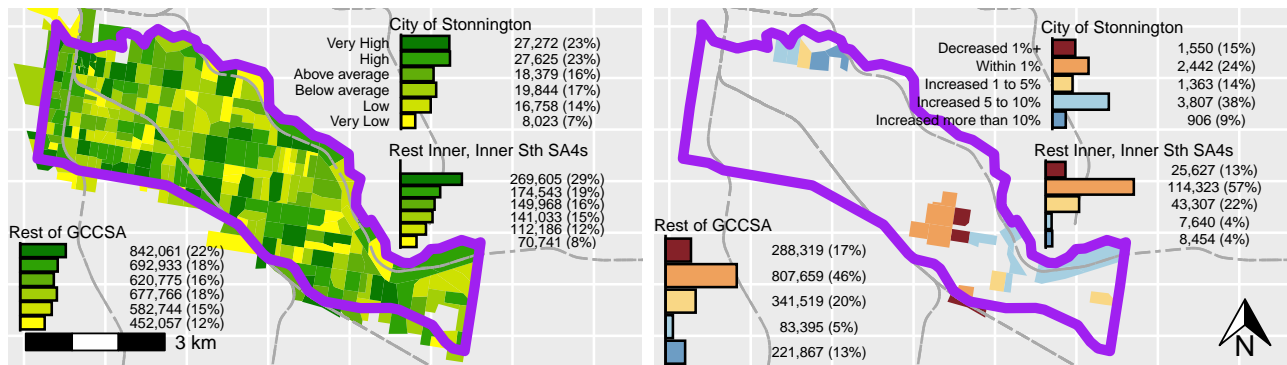 City of Stonnington
Very High 27,272 (23%)
High 27,625 (23%)
Above average 18,379 (16%)
Below average 19,844 (17%)
Low 16,758 (14%)
Very Low 8,023 (7%)
Rest Inner, Inner Sth SA4s
269,605 (29%)
174,543 (19%)
149,968 (16%)
141,033 (15%)
112,186 (12%)
70,741 (8%)
Rest of GCCSA
842,061 (22%)
692,933 (18%)
620,775 (16%)
677,766 (18%)
582,744 (15%)
452,057 (12%)
3 km
City of Stonnington
Decreased 1%+ 1,550 (15%)
Within 1% 2,442 (24%)
Increased 1 to 5% 1,363 (14%)
Increased 5 to 10% 3,807 (38%)
Increased more than 10% 906 (9%)
Rest Inner, Inner Sth SA4s
25,627 (13%)
114,323 (57%)
43,307 (22%)
7,640 (4%)
8,454 (4%)
Rest of GCCSA
288,319 (17%)
807,659 (46%)
341,519 (20%)
83,395 (5%)
221,867 (13%)
N